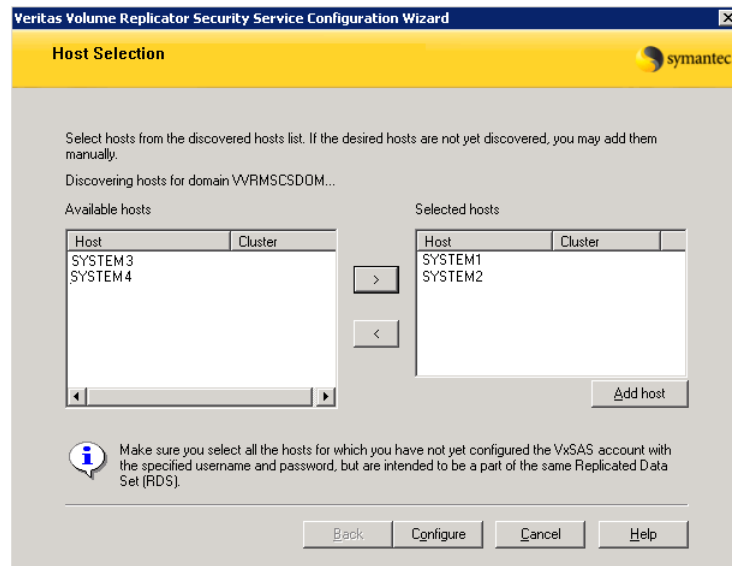 Veritas Volume Replicator Security Service Configuration Wizard
Host Selection
symantec
Select hosts from the discovered hosts list. If the desired hosts are not yet discovered, you may add them
manually.
Discovering hosts for domain VVRMSCSDOM...
Available hosts
Selected hosts
Host Cluster
Host Cluster
SYSTEM3
SYSTEM1
SYSTEM4
SYSTEM2
>
<
Add host
Make sure you select all the hosts for which you have not yet configured the VxSAS account with
the specified username and password, but are intended to be a part of the same Replicated Data
Set (RDS).
Back Configure Cancel Help